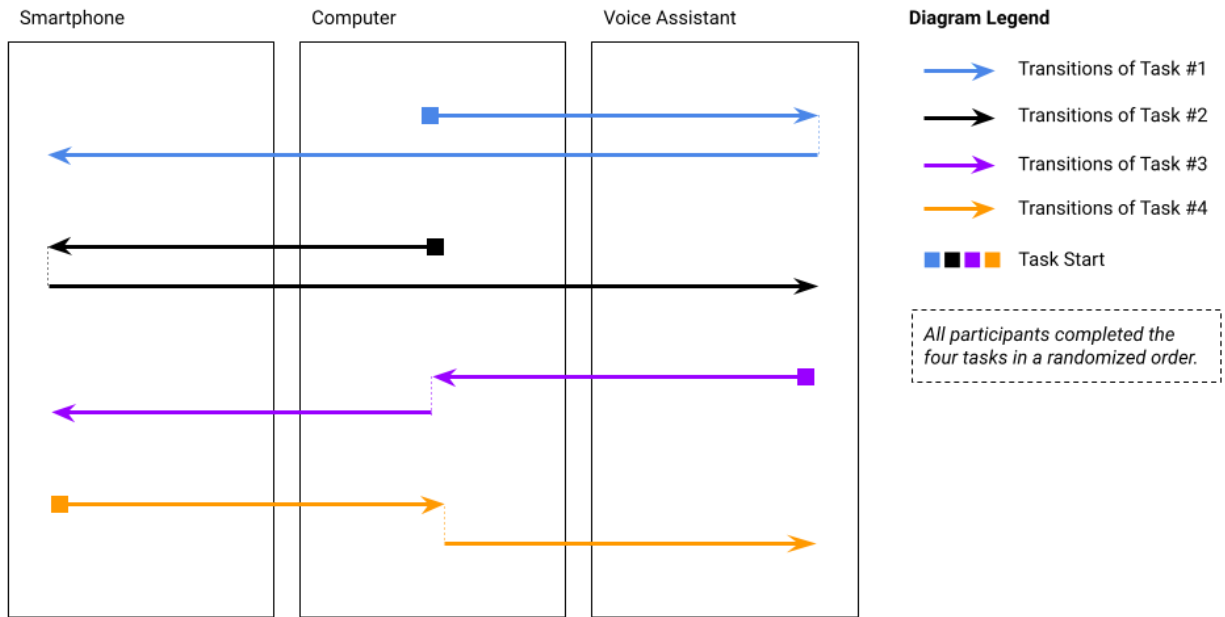 Smartphone
Computer
Voice Assistant
Diagram Legend
Transitions of Task #1
Transitions of Task #2
Transitions of Task #3
Transitions of Task #4
Task Start
All participants completed the
four tasks in a randomized order.